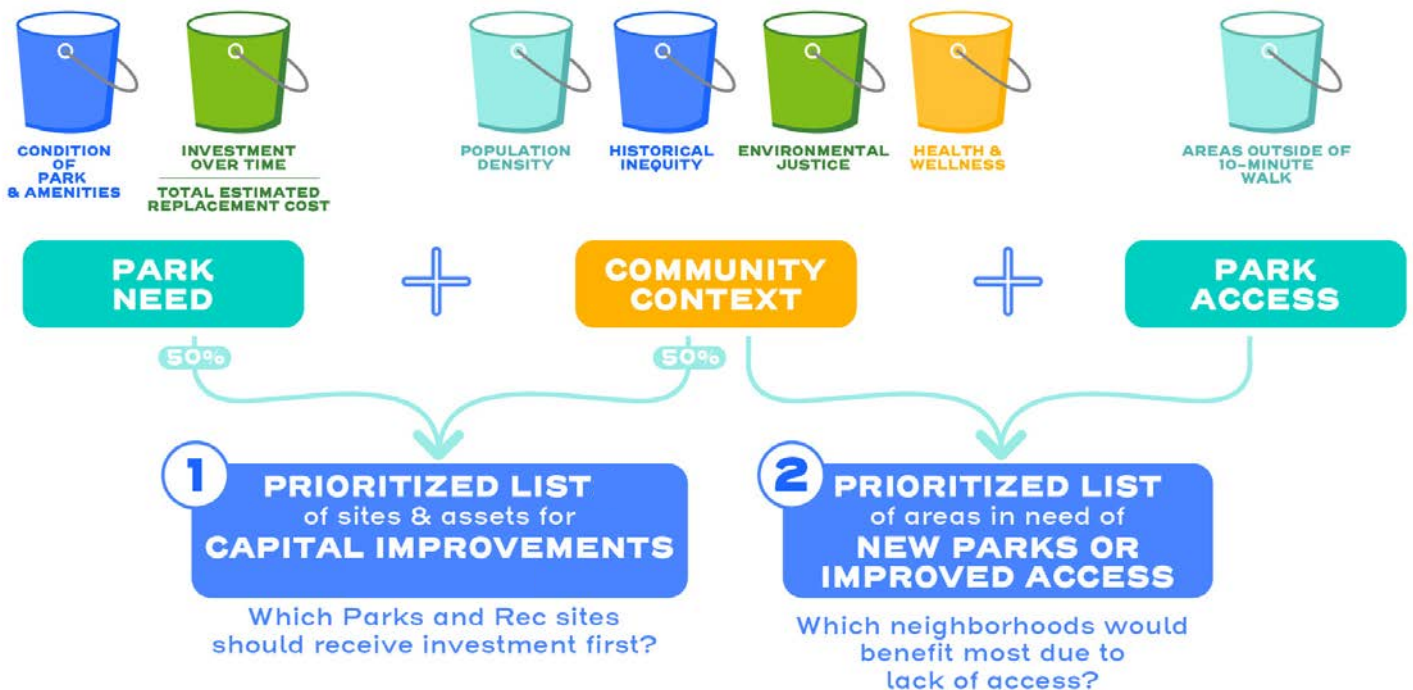 CONDITION
OF
PARK
& AMENITIES
INVESTMENT
OVER TIME
TOTAL ESTIMATED
REPLACEMENT COST
POPULATION
DENSITY
HISTORICAL
INEQUITY
ENVIRONMENTAL
JUSTICE
HEALTH &
WELLNESS
AREAS OUTSIDE OF
10-MINUTE
WALK
PARK
NEED
+
COMMUNITY
CONTEXT
+
PARK
ACCESS
50%
50%
1
PRIORITIZED LIST
of sites & assets for
CAPITAL IMPROVEMENTS
Which Parks and Rec sites
should receive investment first?
2
PRIORITIZED LIST
of areas in need of
NEW PARKS OR
IMPROVED ACCESS
Which neighborhoods would
benefit most due to
lack of access?